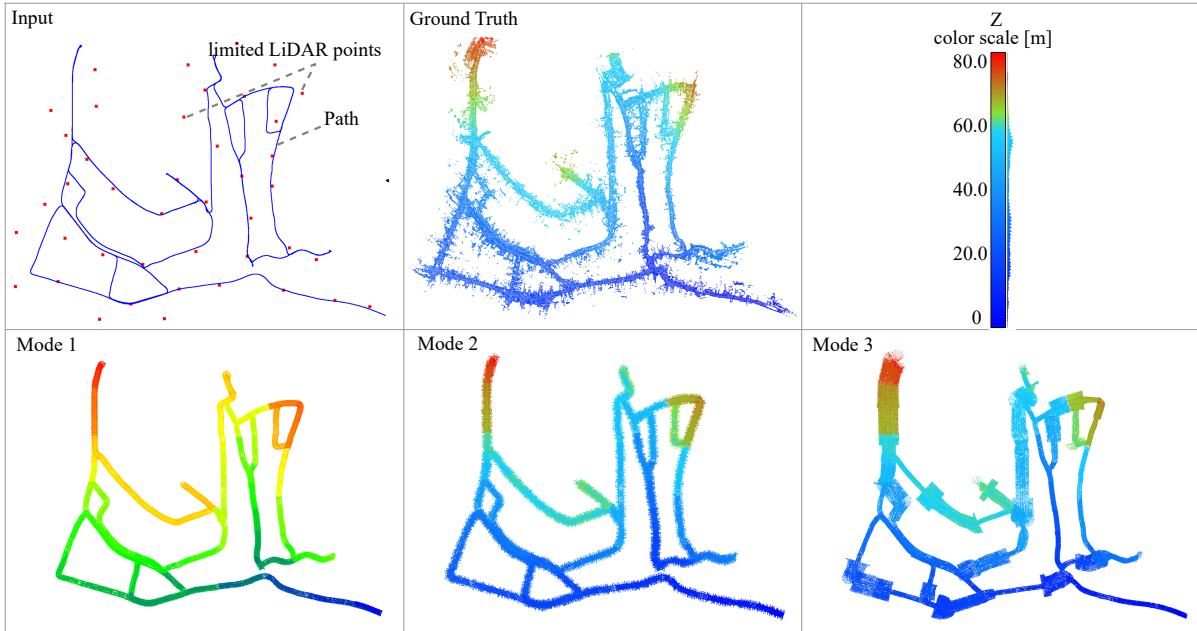 Input
limited LiDAR points
Path
Ground Truth
Z
color scale [m]
80.0
60.0
40.0
20.0
0
Mode 1
Mode 2
Mode 3